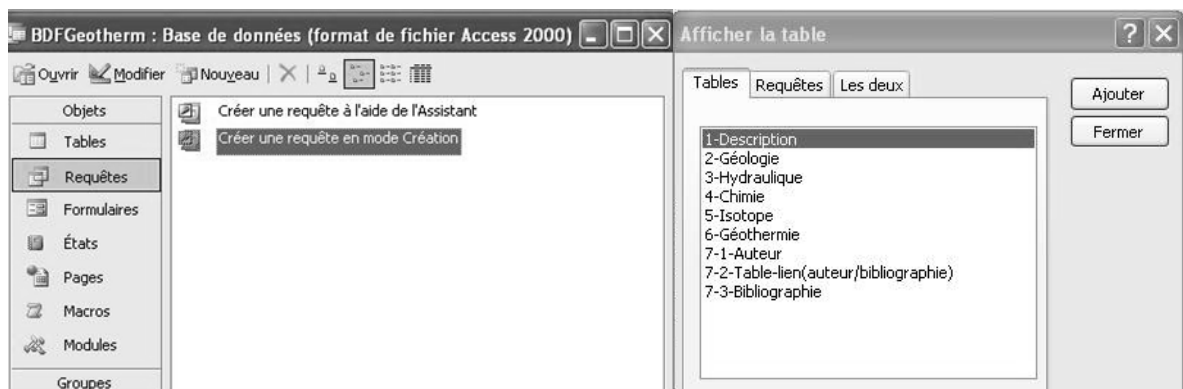 BDFGeotherm : Base de données (format de fichier Access 2000)
Ouvrir Modifier Nouveau
Objets
Tables
Requêtes
Formulaires
États
Pages
Macros
Modules
Groupes
Créer une requête à l'aide de l'Assistant
Créer une requête en mode Création
Afficher la table
Tables Requêtes Les deux
1-Description
2-Géologie
3-Hydraulique
4-Chimie
5-Isotope
6-Géothermie
7-1-Auteur
7-2-Table-lien(auteur/bibliographie)
7-3-Bibliographie
Ajouter
Fermer